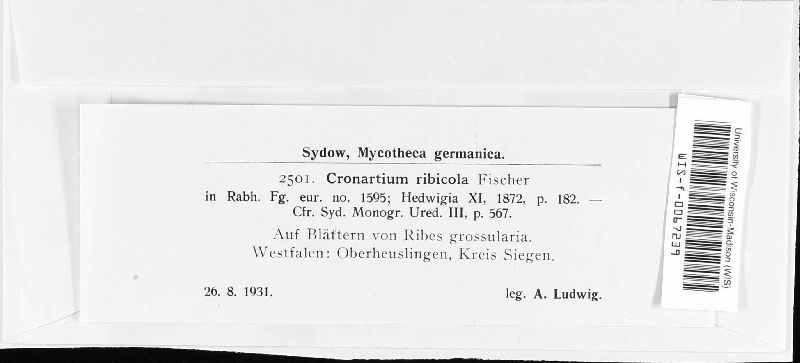 Sydow, Mycotheca germanica.
2501. Cronartium ribicola Fischer
in Rabh. Fg. eur. no. 1595; Hedwigia XI, 1872, p. 182. —
Cfr. Syd. Monogr. Ured. III, p. 567.
Auf Blättern von Ribes grossularia.
Westfalen: Oberheuslingen, Kreis Siegen.
26. 8. 1931. leg. A. Ludwig.
University of Wisconsin-Madison (WIS)
WIS-f-0067239